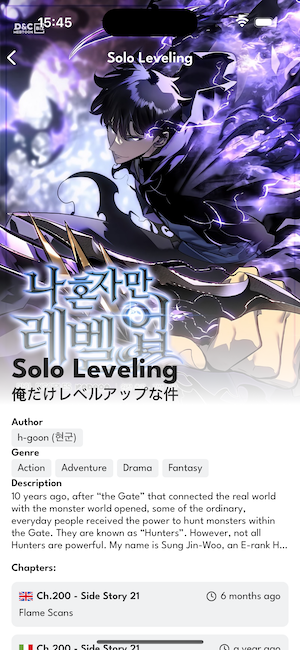 15:45
D&C
WEBTOON
Solo Leveling
나 혼자만
레벨업
Solo Leveling
俺だけレベルアップな件
Author
h-goon (현군)
Genre
Action Adventure Drama Fantasy
Description
10 years ago, after “the Gate” that connected the real world
with the monster world opened, some of the ordinary,
everyday people received the power to hunt monsters within
the Gate. They are known as “Hunters”. However, not all
Hunters are powerful. My name is Sung Jin-Woo, an E-rank H...
Chapters:
Ch.200 - Side Story 21 6 months ago
Flame Scans
Ch.200 - Side Story 21 a year ago